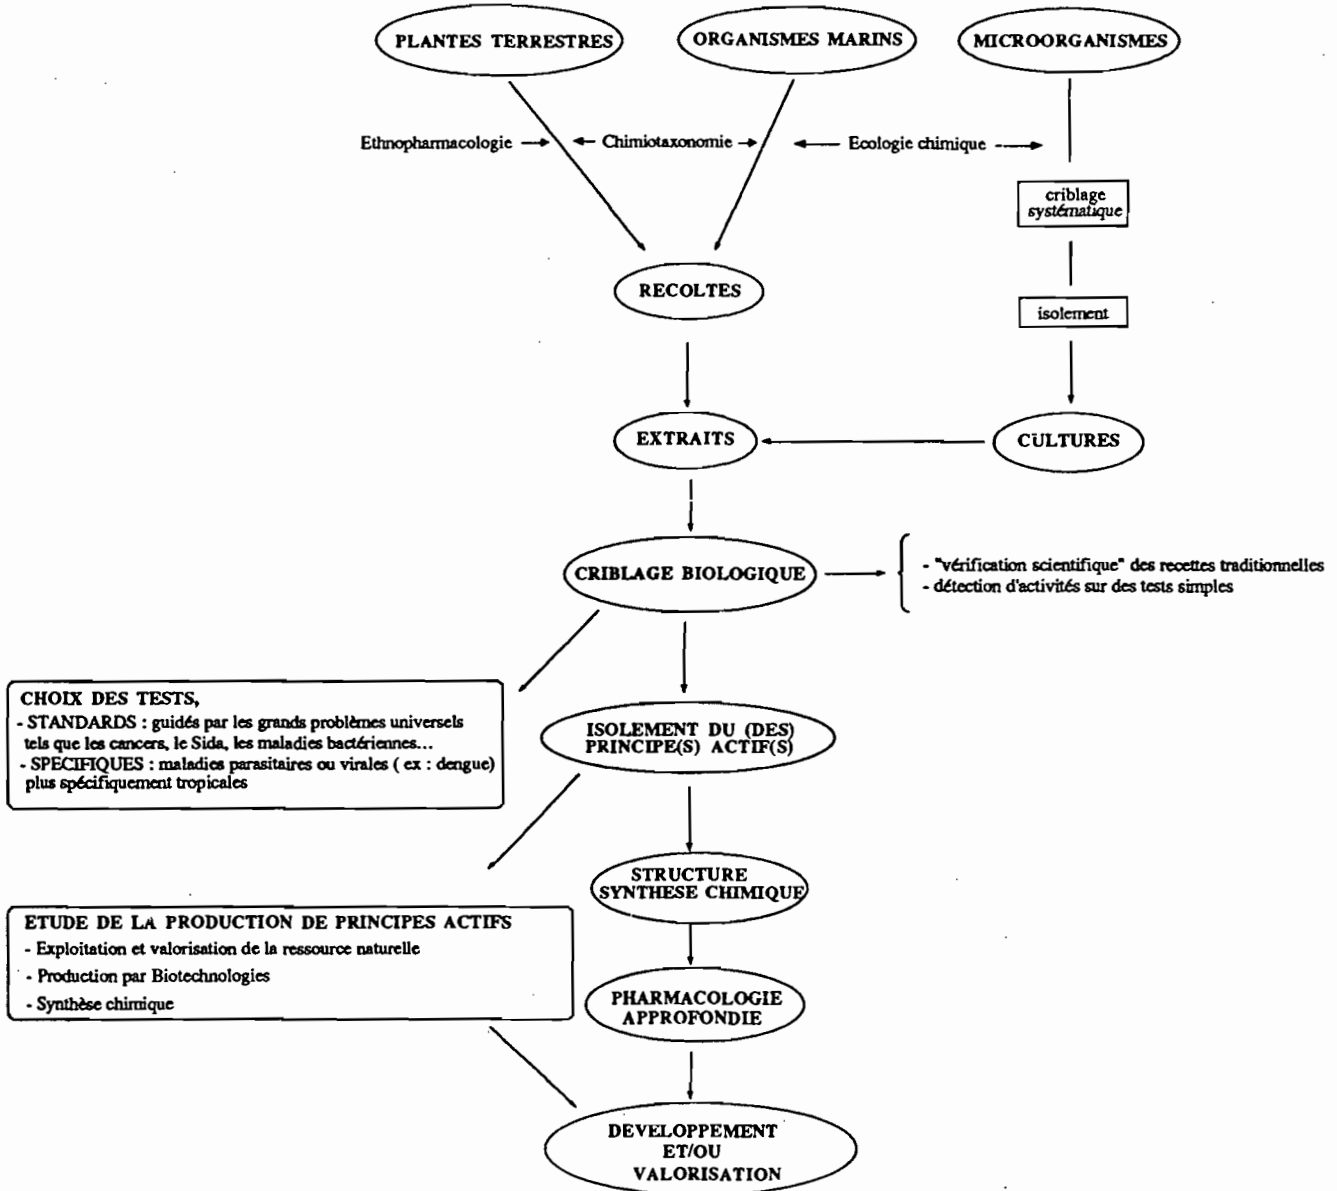 PLANTES TERRESTRES
ORGANISMES MARINS
MICROORGANISMES
Ethnopharmacologie
Chimiotaxonomie
Ecologie chimique
criblage
systématique
RECOLTES
isolement
EXTRAITS
CULTURES
CRIBLAGE BIOLOGIQUE
- "vérification scientifique" des recettes traditionnelles
- détection d'activités sur des tests simples
CHOIX DES TESTS,
- STANDARDS : guidés par les grands problèmes universels
tels que les cancers, le Sida, les maladies bactériennes...
- SPECIFIQUES : maladies parasitaires ou virales ( ex : dengue)
plus spécifiquement tropicales
ISOLEMENT DU (DES)
PRINCIPE(S) ACTIF(S)
STRUCTURE
SYNTHESE CHIMIQUE
ETUDE DE LA PRODUCTION DE PRINCIPES ACTIFS
- Exploitation et valorisation de la ressource naturelle
- Production par Biotechnologies
- Synthèse chimique
PHARMACOLOGIE
APPROFONDIE
DEVELOPPEMENT
ET/OU
VALORISATION